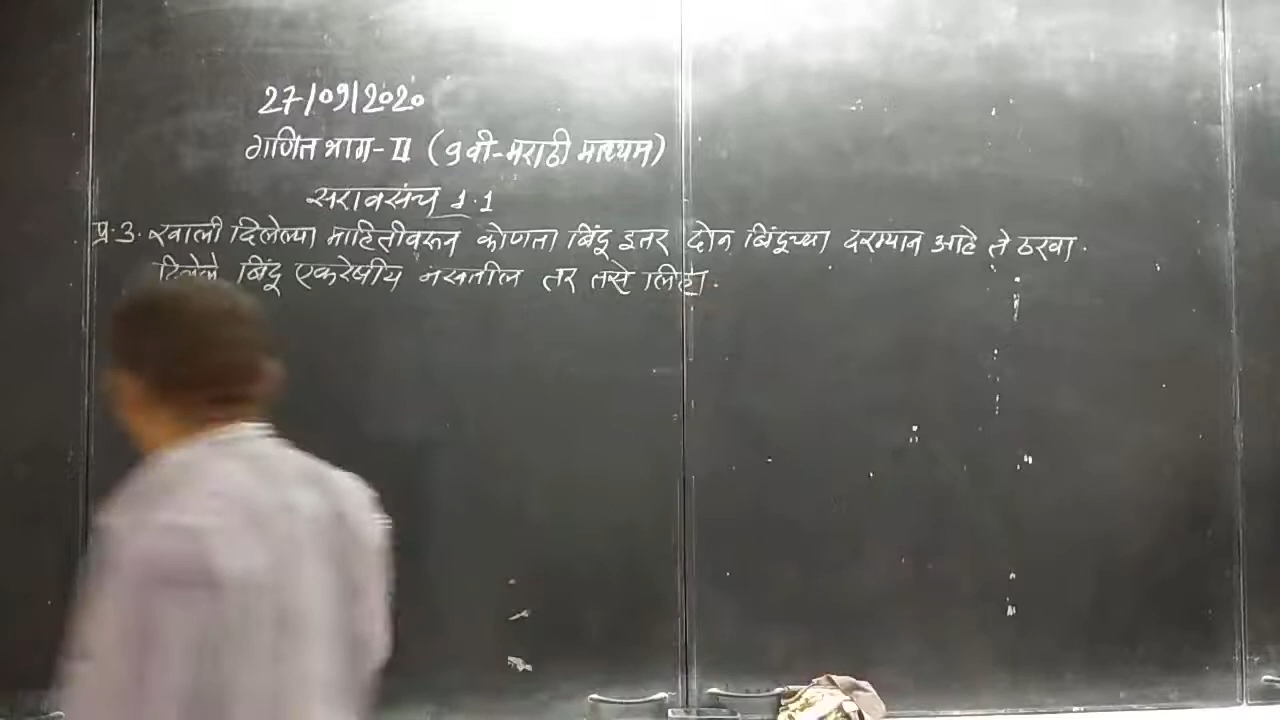 27/09/2020
गणित भाग-II (9वी-मराठी माध्यम)
सरावसंच 1.1
प्र.3. खाली दिलेल्या माहितीवरून कोणता बिंदू इतर दोन बिंदूच्या दरम्यान आहे ते ठरवा.
दिलेले बिंदू एकरेषीय नसतील तर तसे लिहा.